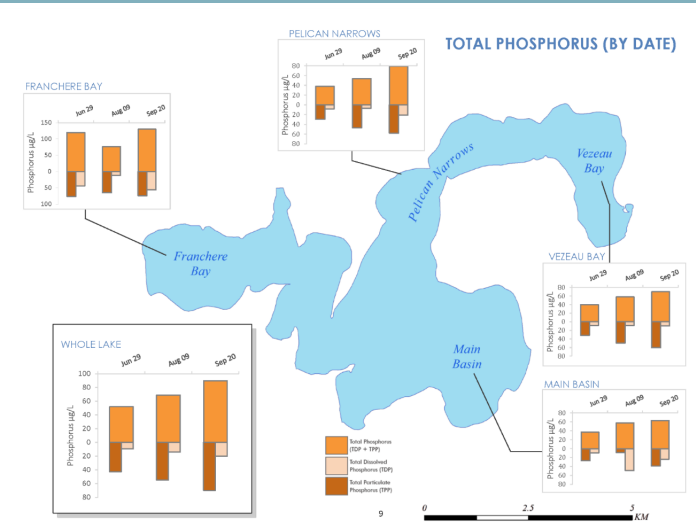 TOTAL PHOSPHORUS (BY DATE)
PELICAN NARROWS
Jun 29 Aug 09 Sep 20
Phosphorus µg/L
80
60
40
20
0
20
40
60
80
FRANCHERE BAY
Jun 29 Aug 09 Sep 20
Phosphorus µg/L
150
100
50
0
50
100
Pelican Narrows
Vezeau
Bay
Franchere
Bay
Main
Basin
VEZEAU BAY
Jun 29 Aug 09 Sep 20
Phosphorus µg/L
80
60
40
20
0
20
40
60
80
WHOLE LAKE
Jun 29 Aug 09 Sep 20
Phosphorus µg/L
100
80
60
40
20
0
20
40
60
80
MAIN BASIN
Jun 29 Aug 09 Sep 20
Phosphorus µg/L
80
60
40
20
0
20
40
60
80
Total Phosphorus
(TDP + TPP)
Total Dissolved
Phosphorus (TDP)
Total Particulate
Phosphorus (TPP)
9
0 2.5 5
KM